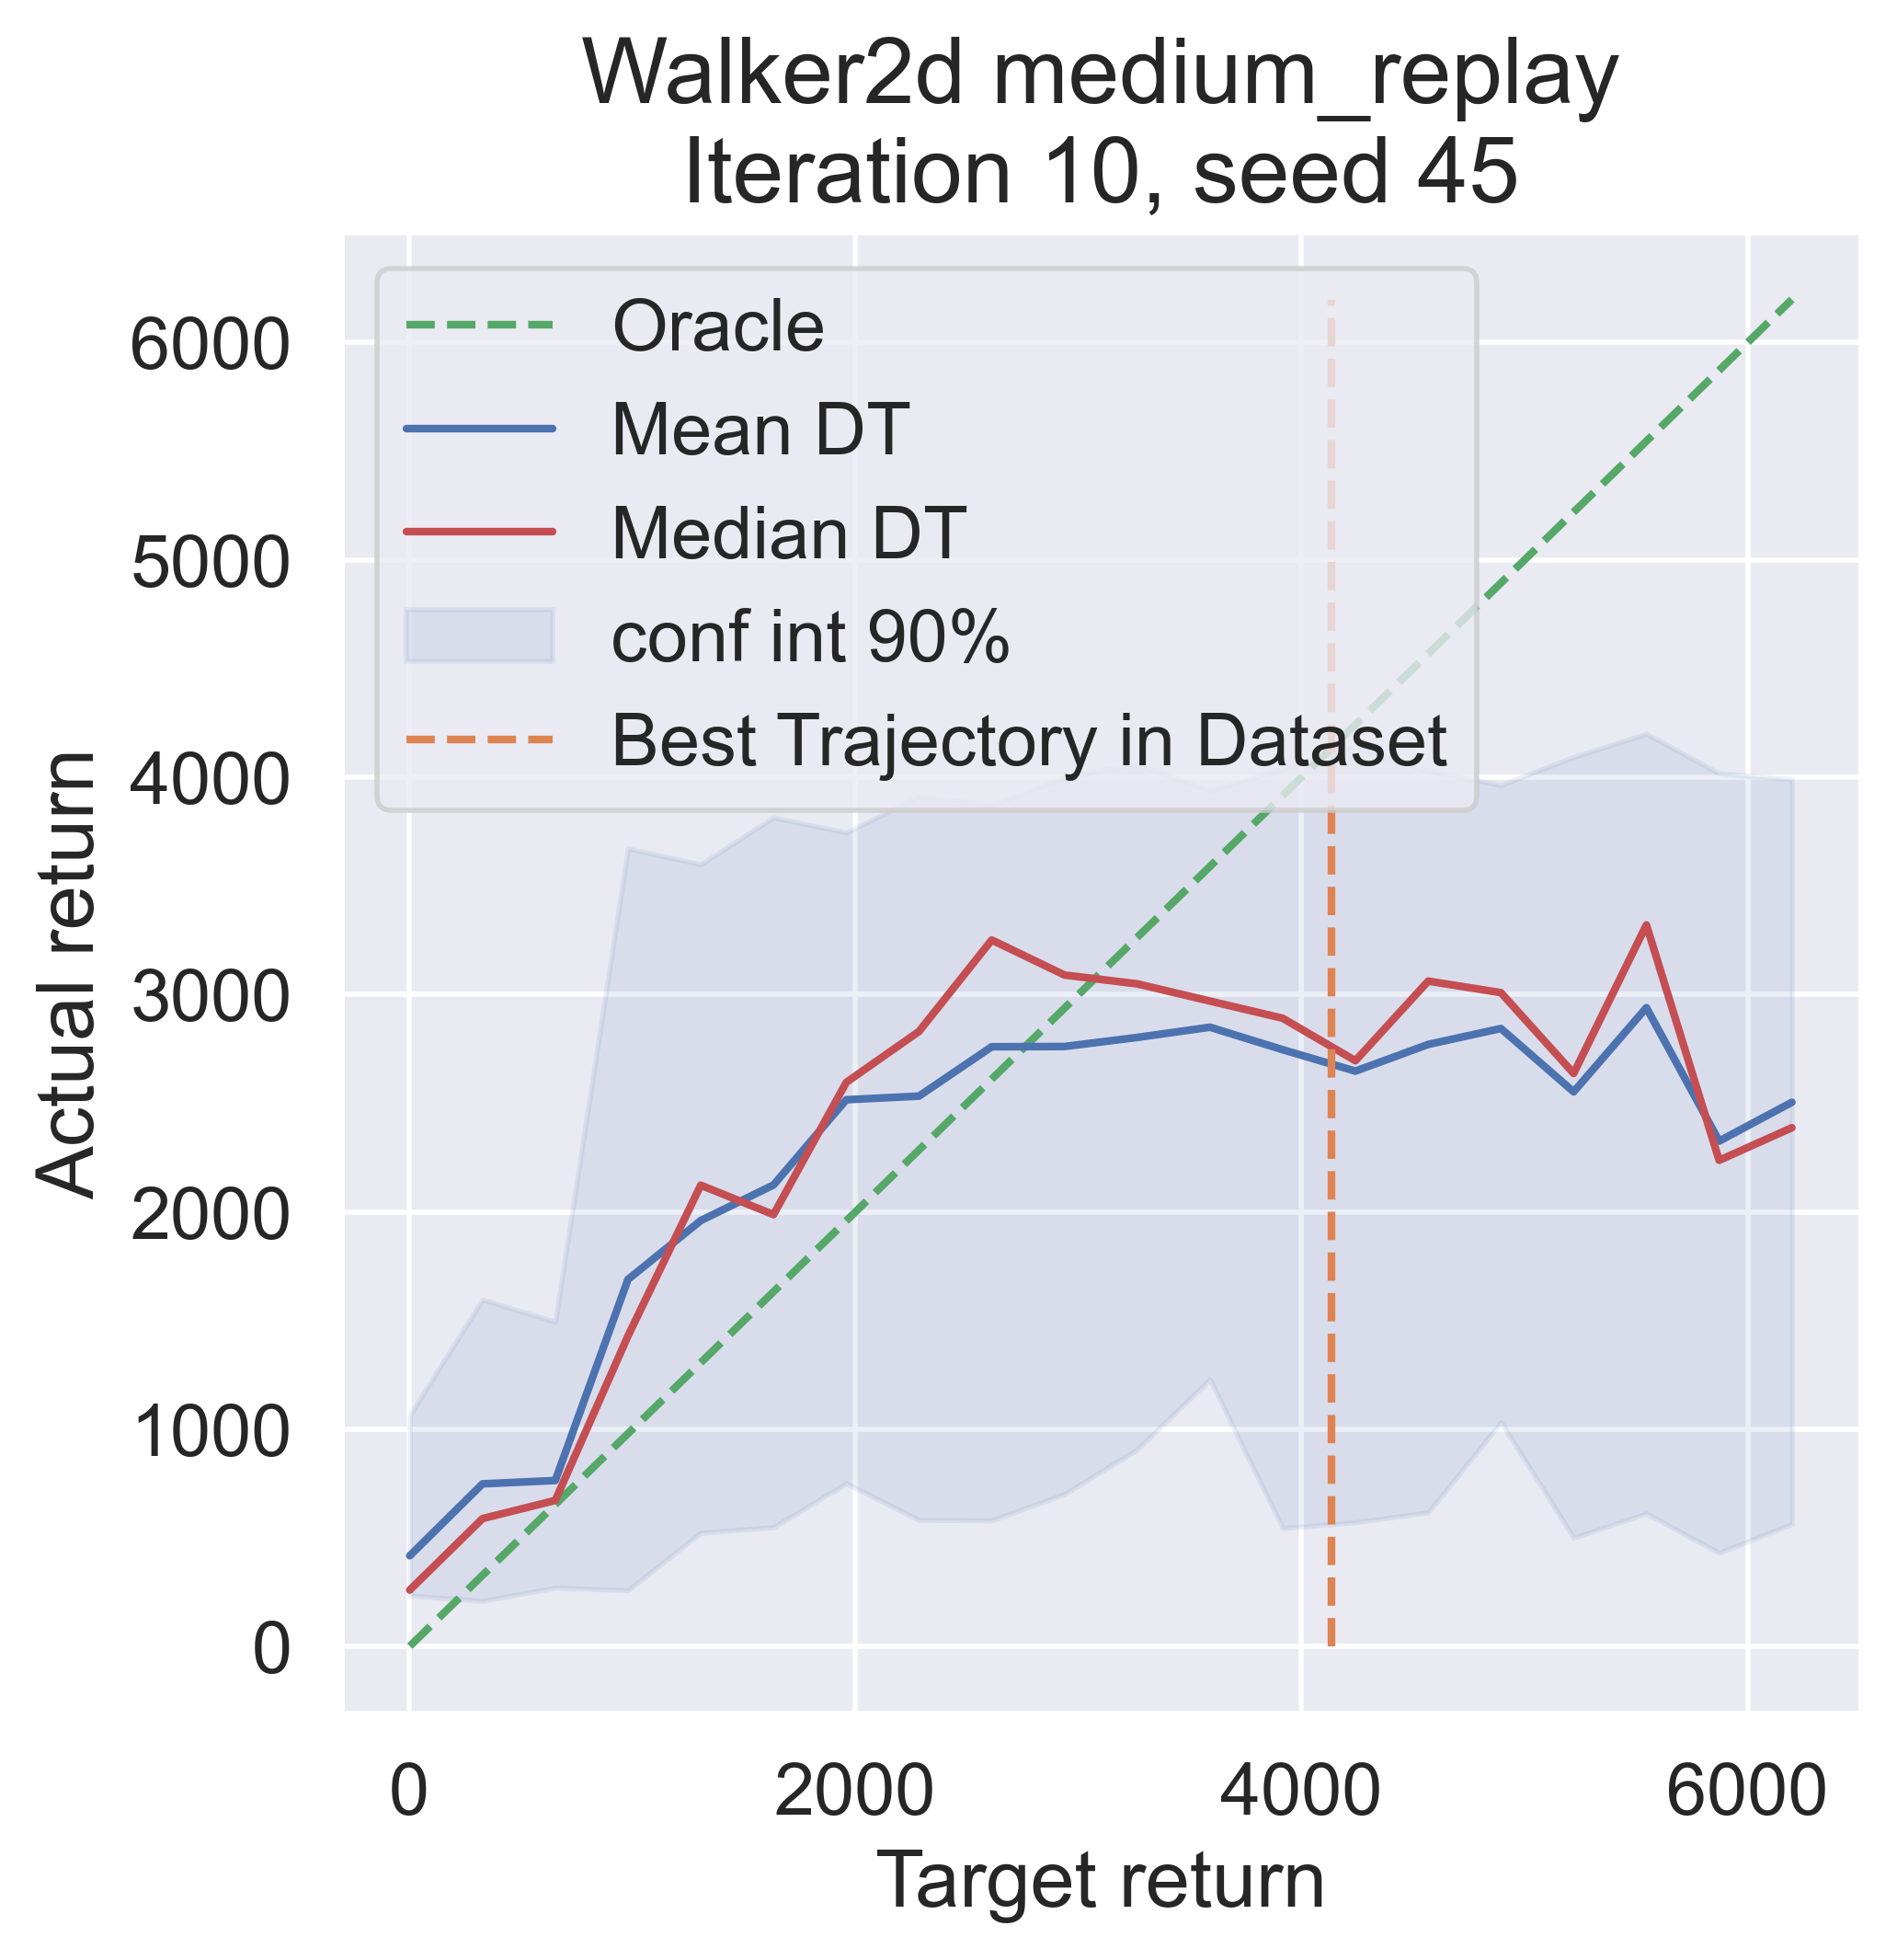 Walker2d medium_replay
Iteration 10, seed 45
Oracle
Mean DT
Median DT
conf int 90%
Best Trajectory in Dataset
6000
5000
4000
3000
2000
1000
0
Actual return
0
2000
4000
6000
Target return